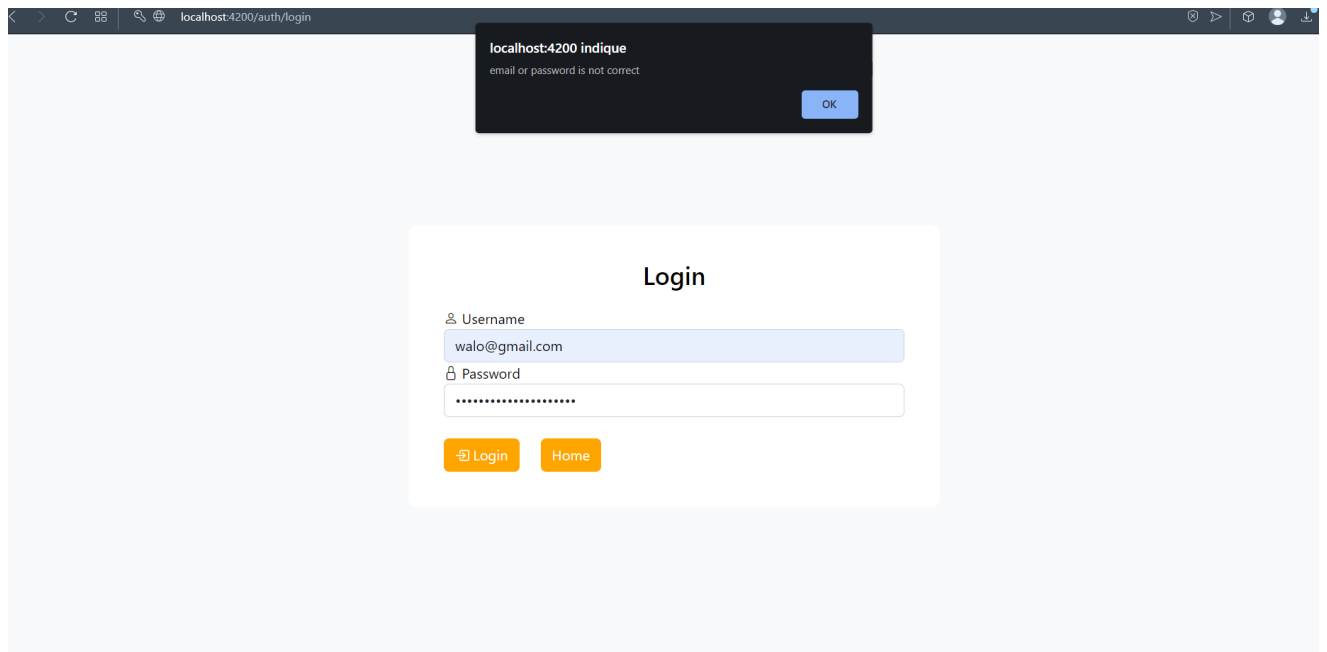 localhost:4200/auth/login
localhost:4200 indique
email or password is not correct
OK
Login
Username
walo@gmail.com
Password
Login Home